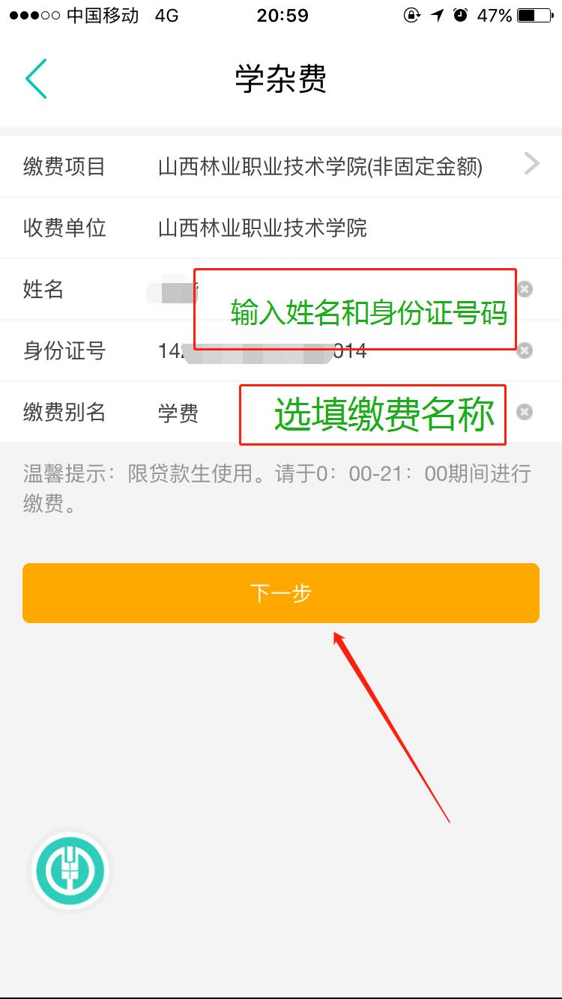 中国移动 4G 20:59 47%
学杂费
缴费项目 山西林业职业技术学院(非固定金额)
收费单位 山西林业职业技术学院
姓名
输入姓名和身份证号码
身份证号 14 014
缴费别名 学费
选填缴费名称
温馨提示：限贷款生使用。请于0：00-21：00期间进行
缴费。
下一步